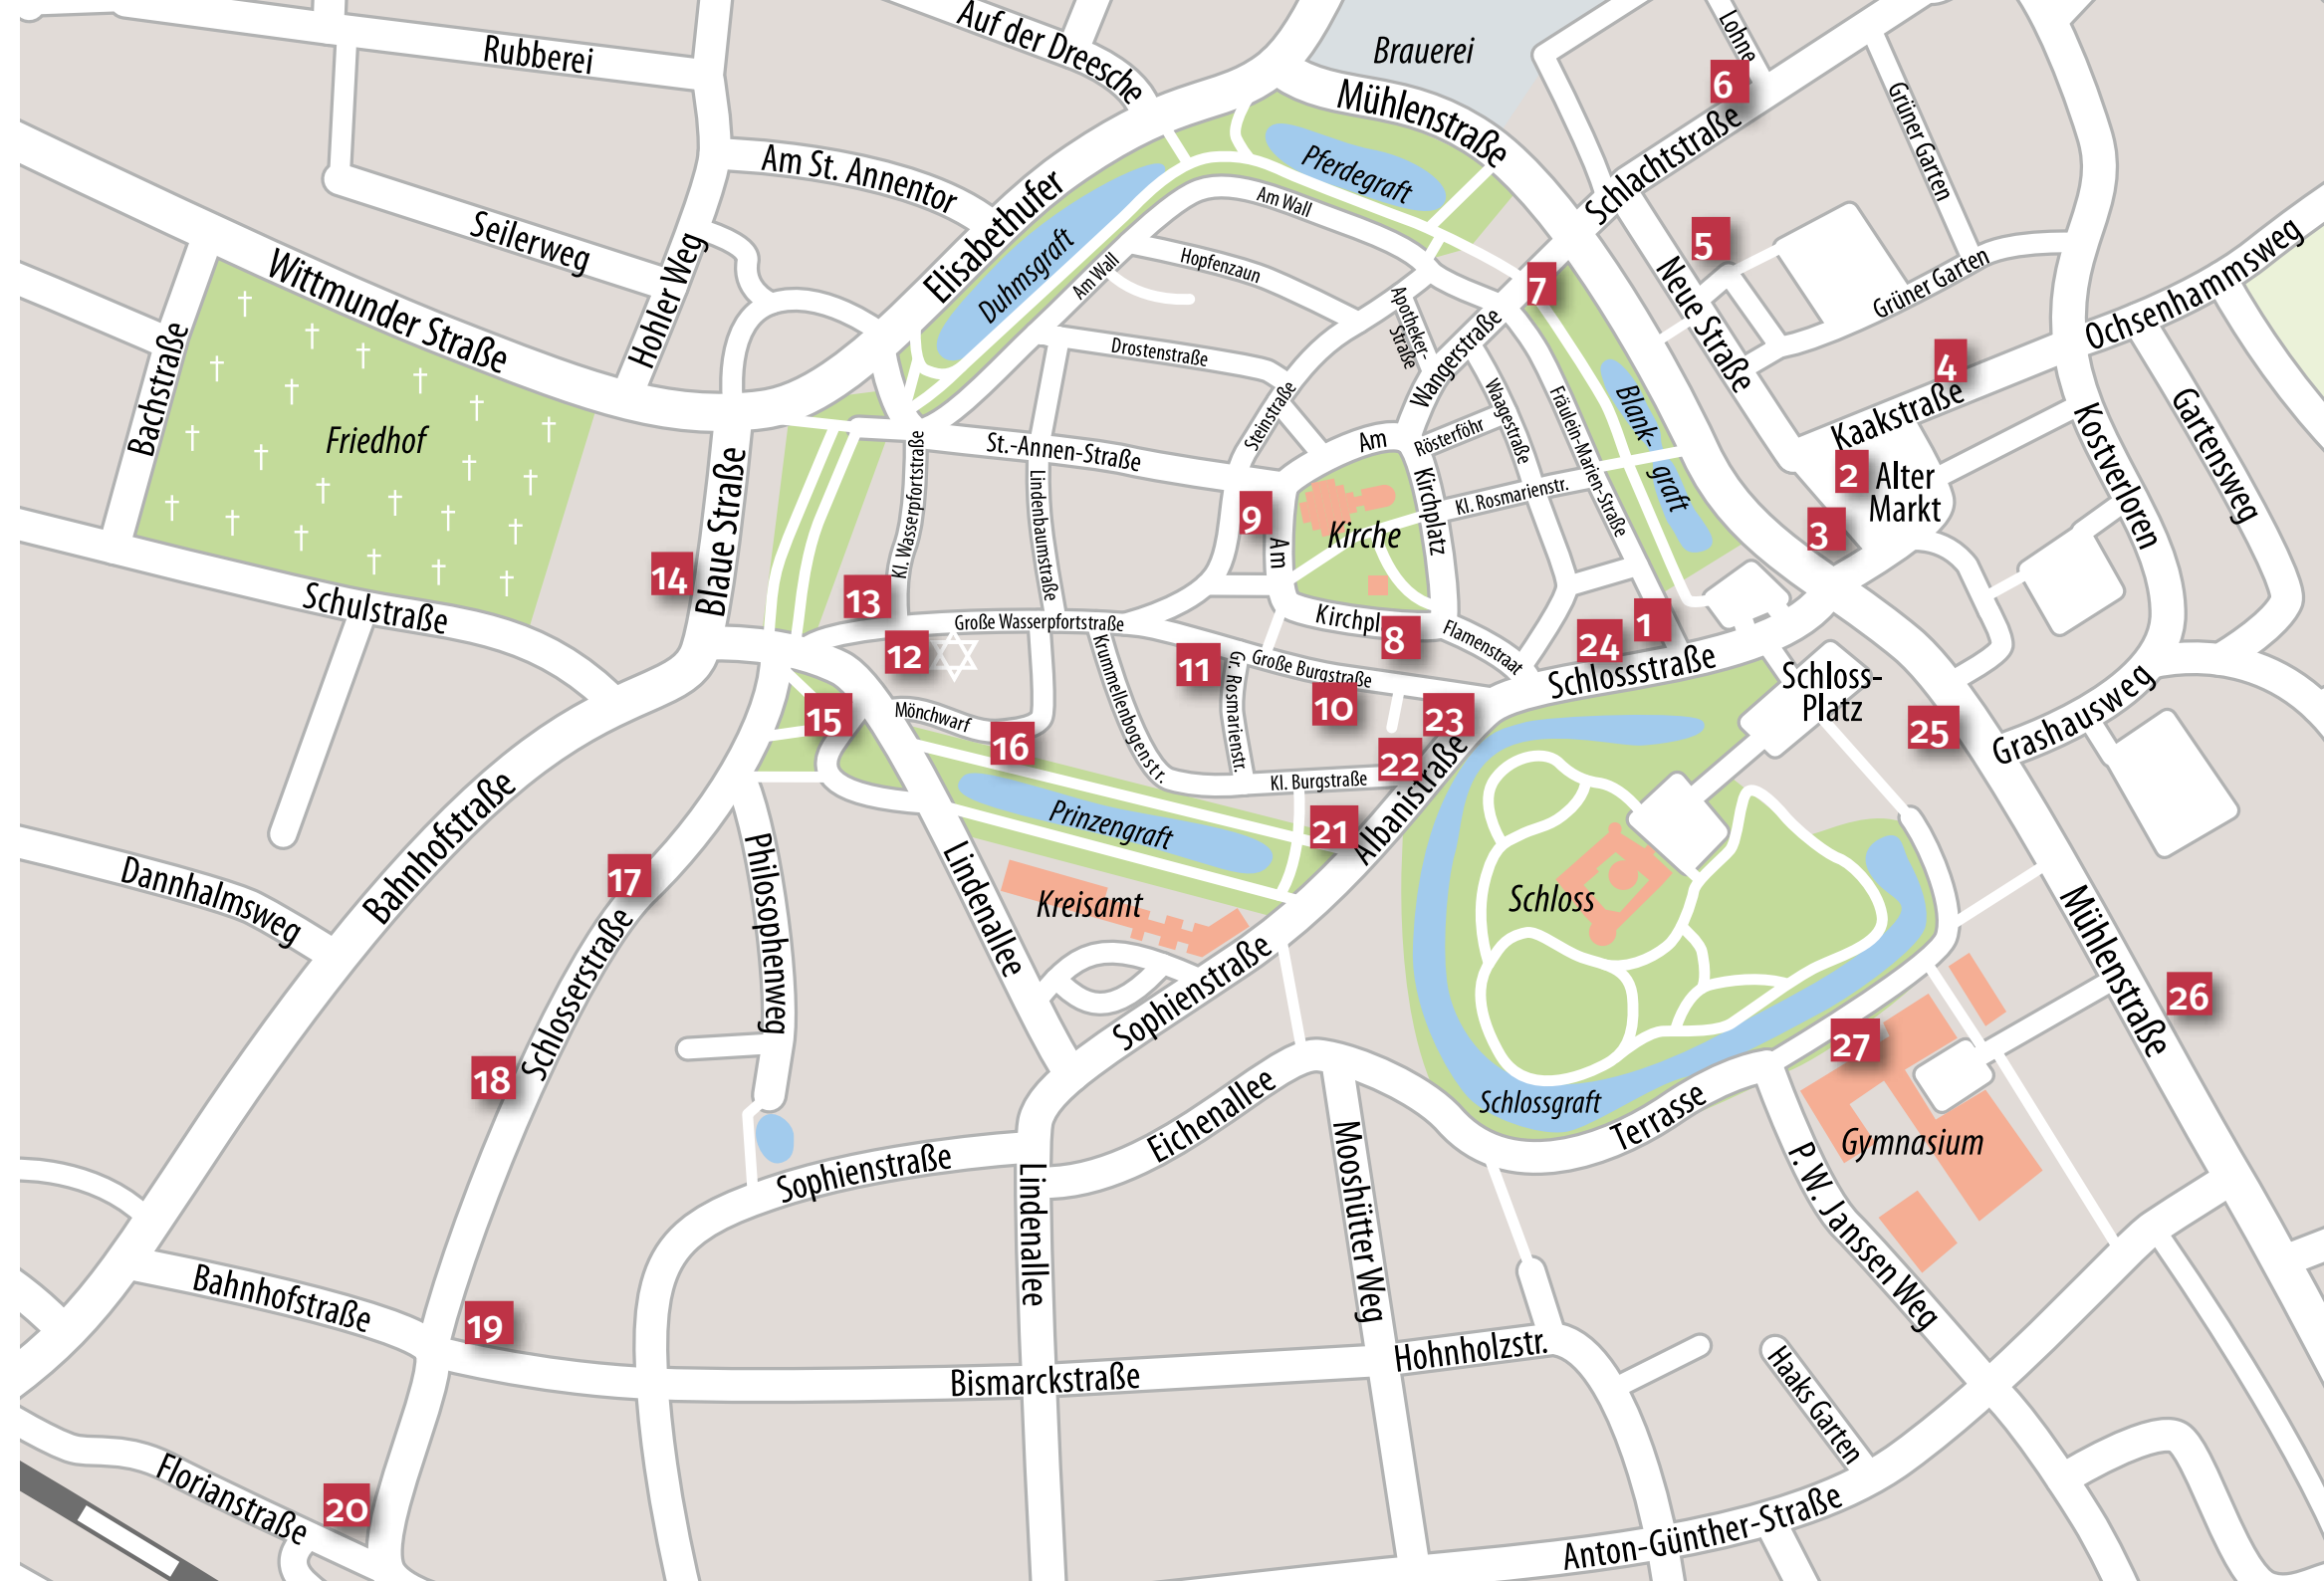 Auf der Dreesche
Rubberei
Brauerei
Lohne
6
Mühlenstraße
Grüner Garten
Schlachtstraße
Am St. Annentor
Pferdegraft
Elisabethufer
Am Wall
Seilerweg
Hohler Weg
5
Duhmsgraft
Am Wall
Hopfenzaun
7
Neue Straße
Grüner Garten
Ochsenhammsweg
Wittmunder Straße
Bachstraße
Apotheker-
Straße
Wangerstraße
Drostenstraße
4
Kaakstraße
Friedhof
Steinstraße
Waagestraße
Fräulein-Marien-Straße
Blank-
graft
Kostverloren
Gartensweg
St.-Annen-Straße
Am
Rösterföhr
2
Alter
Markt
Blaue Straße
Kl. Wasserpfortstraße
Lindenbaumstraße
9
Am
Kirche
Kirchplatz
Kl. Rosmarienstr.
3
14
Schulstraße
13
Große Wasserpfortstraße
Kirchpl
8
Flamenstraat
24
1
12
Krummellenbogenstr.
11
Gr. Rosmarienstr.
Große Burgstraße
Schlossstraße
Schloss-
Platz
Grashausweg
15
Mönchwarf
16
10
23
25
22
Kl. Burgstraße
Albanistraße
21
Prinzengraft
Bahnhofstraße
Philosophenweg
Lindenallee
17
Dannhalmsweg
Kreisamt
Schloss
Mühlenstraße
Schlosserstraße
Sophienstraße
26
27
18
Eichenallee
Schlossgraft
Terrasse
Sophienstraße
Lindenallee
Mooshütter Weg
Gymnasium
P. W. Janssen Weg
Bahnhofstraße
19
Bismarckstraße
Hohnholzstr.
Haaks Garten
Florianstraße
20
Anton-Günther-Straße